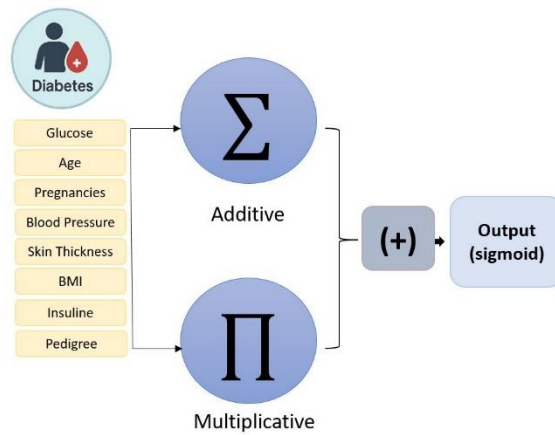 Diabetes
Glucose
Age
Pregnancies
Blood Pressure
Skin Thickness
BMI
Insuline
Pedigree
Σ
Additive
∏
Multiplicative
(+)
Output
(sigmoid)